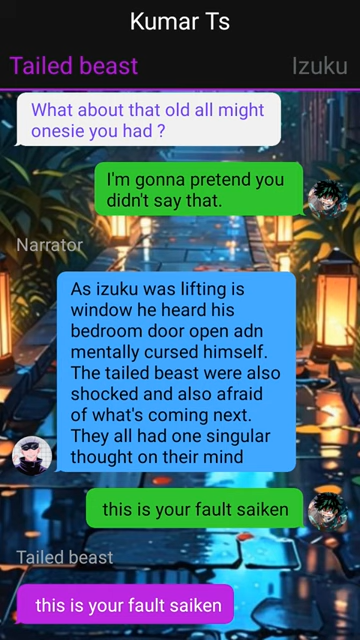 Kumar Ts
Tailed beast
Izuku
What about that old all might
onesie you had ?
I'm gonna pretend you
didn't say that.
Narrator
As izuku was lifting is
window he heard his
bedroom door open adn
mentally cursed himself.
The tailed beast were also
shocked and also afraid
of what's coming next.
They all had one singular
thought on their mind
this is your fault saiken
Tailed beast
this is your fault saiken